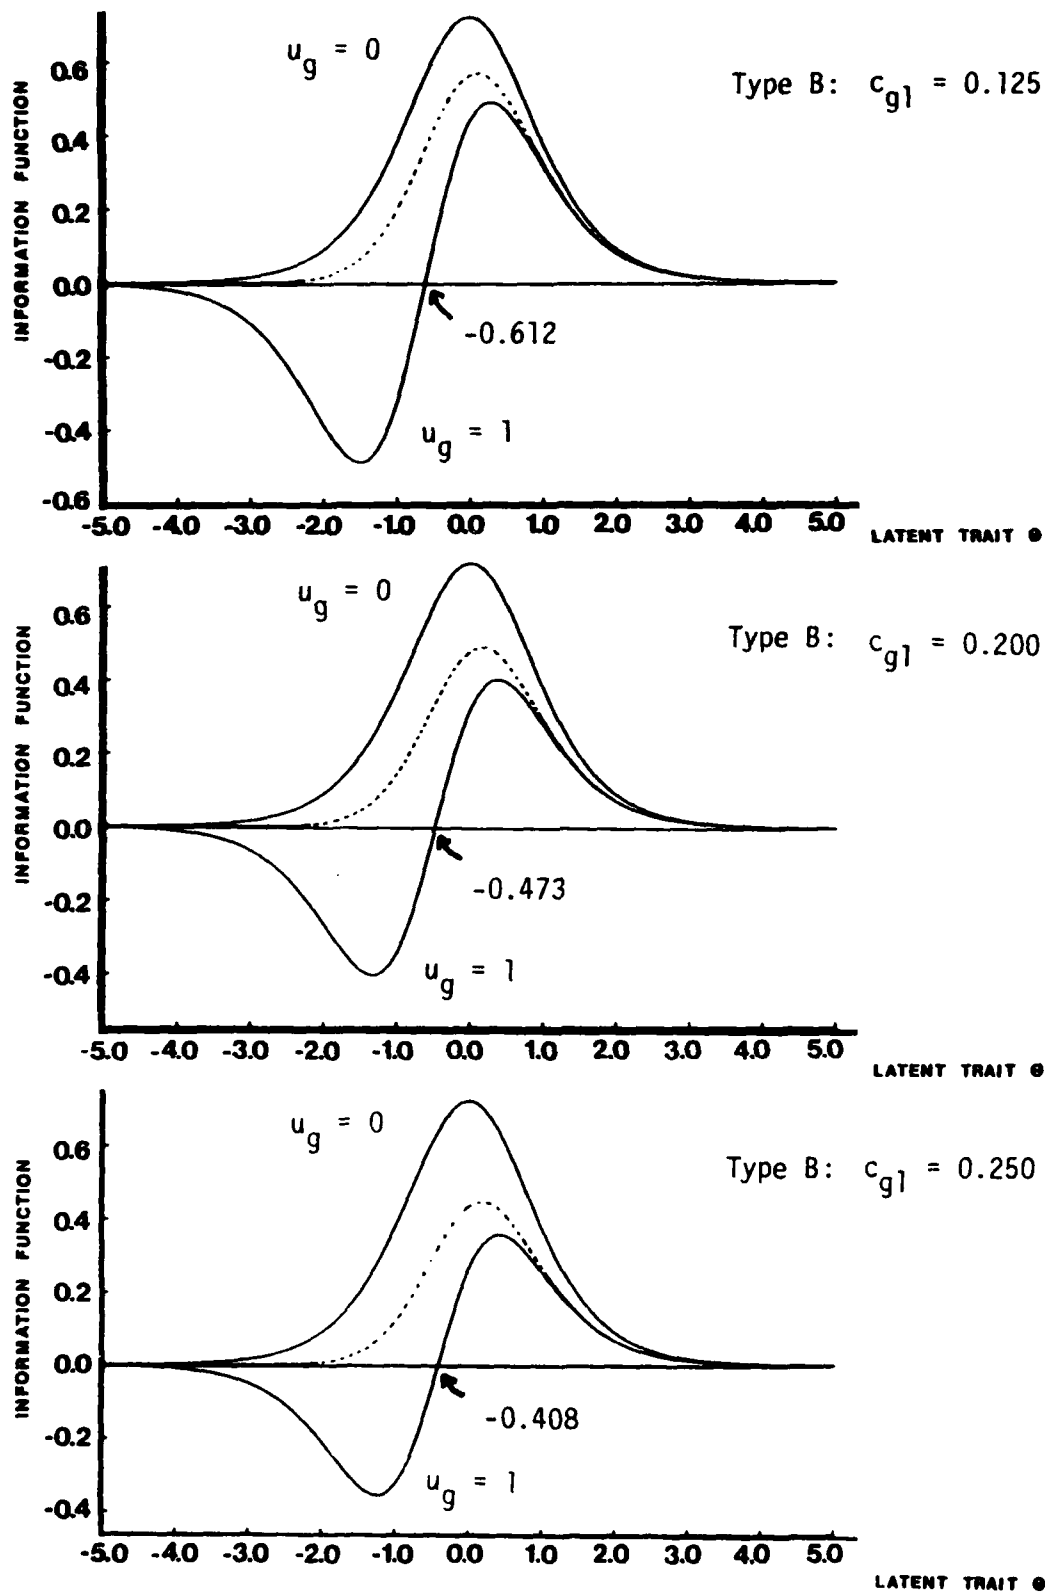 u_g = 0
Type B: c_g1 = 0.125
INFORMATION FUNCTION
0.6
0.4
0.2
0.0
-0.2
-0.4
-0.6
-0.612
u_g = 1
-5.0 -4.0 -3.0 -2.0 -1.0 0.0 1.0 2.0 3.0 4.0 5.0
LATENT TRAIT θ
u_g = 0
Type B: c_g1 = 0.200
INFORMATION FUNCTION
0.6
0.4
0.2
0.0
-0.2
-0.4
-0.473
u_g = 1
-5.0 -4.0 -3.0 -2.0 -1.0 0.0 1.0 2.0 3.0 4.0 5.0
LATENT TRAIT θ
u_g = 0
Type B: c_g1 = 0.250
INFORMATION FUNCTION
0.6
0.4
0.2
0.0
-0.2
-0.4
-0.408
u_g = 1
-5.0 -4.0 -3.0 -2.0 -1.0 0.0 1.0 2.0 3.0 4.0 5.0
LATENT TRAIT θ